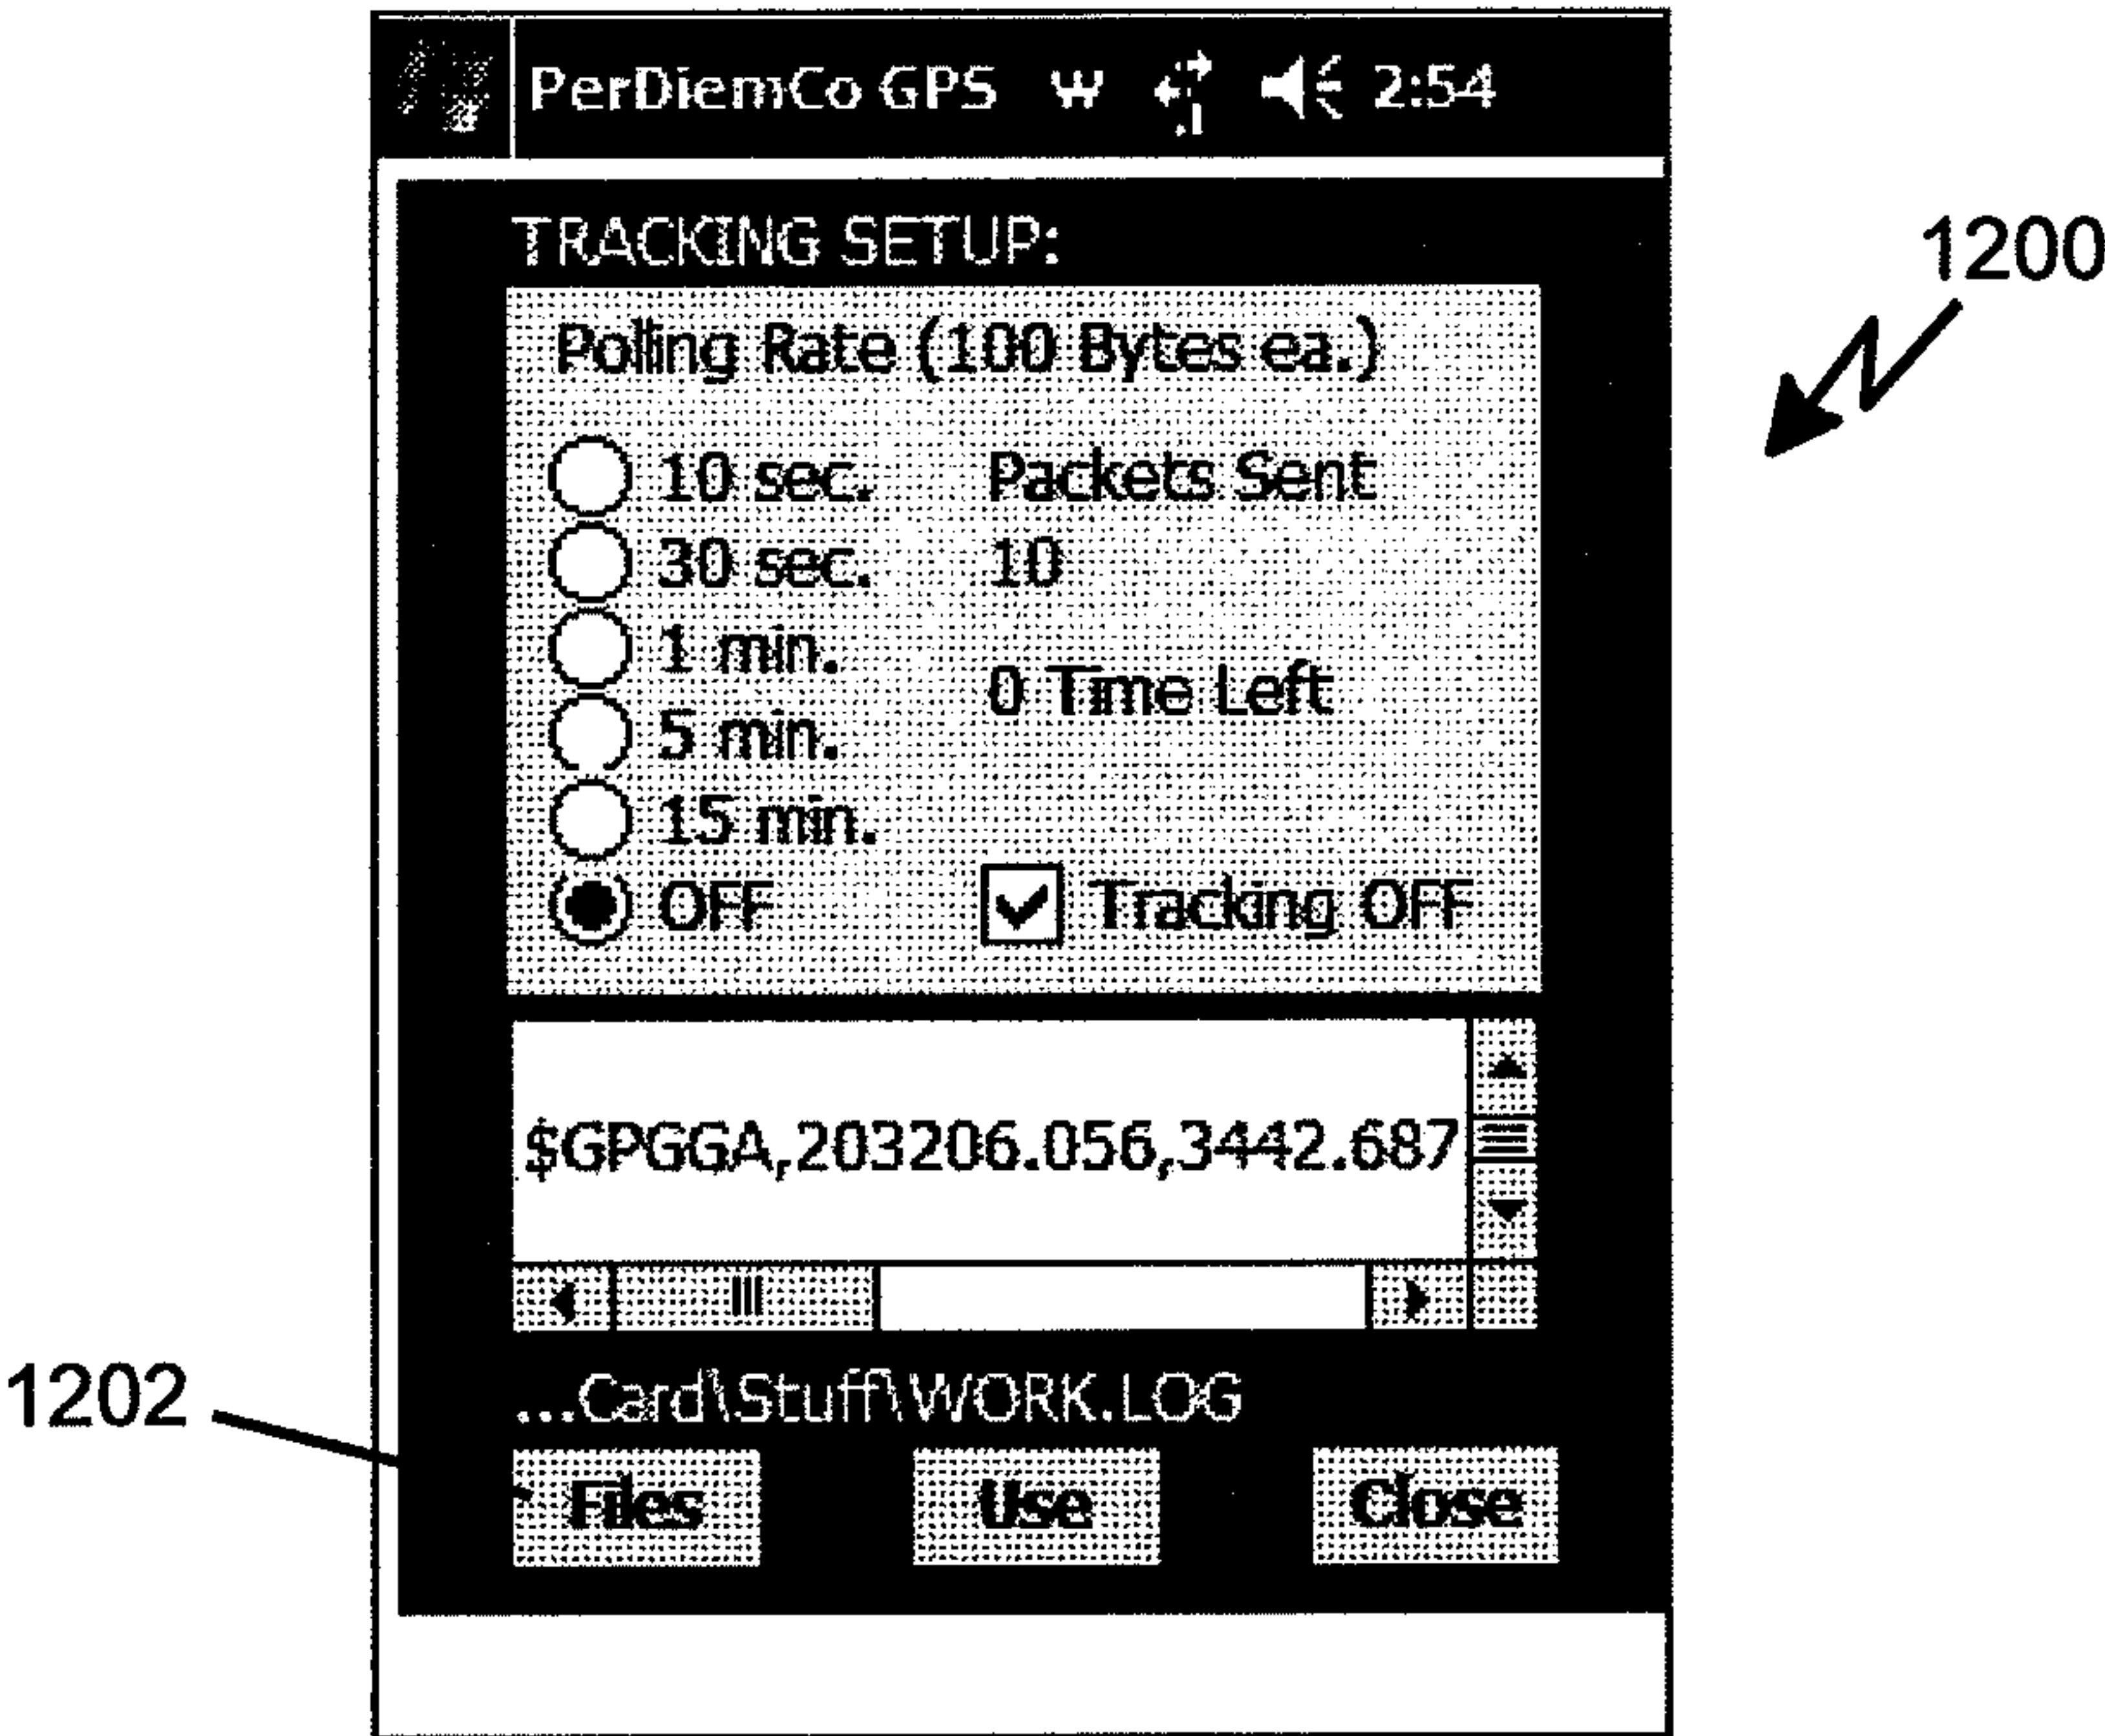 PerDiemCo GPS 2:54
TRACKING SETUP:
1200
Polling Rate (100 Bytes ea.)
10 sec. Packets Sent
30 sec. 10
1 min.
0 Time Left
5 min.
15 min.
OFF Tracking OFF
$GPGGA,203206.056,3442.687
...Card\Stuff\WORK.LOG
1202
Files Use Close